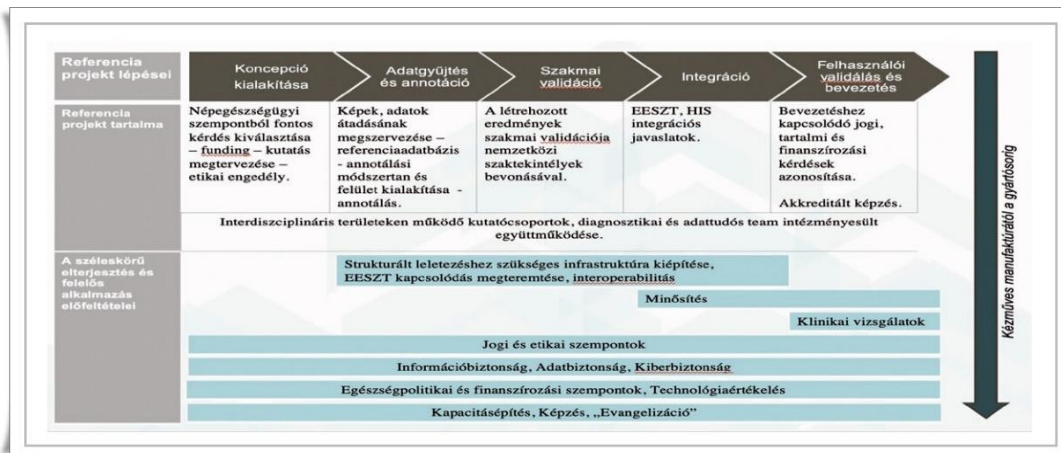 Referencia
projekt lépései
Koncepció
kialakítása
Adatgyűjtés
és annotáció
Szakmai
validáció
Integráció
Felhasználói
validálás és
bevezetés
Referencia
projekt tartalma
Népegészségügyi
szempontból fontos
kérdés kiválasztása
– funding – kutatás
megtervezése –
etikai engedély.
Képek, adatok
átadásának
megszervezése –
referenciaadatbázis
- annotálási
módszertan és
felület kialakítása -
annotálás.
A létrehozott
eredmények
szakmai validációja
nemzetközi
szaktekintélyek
bevonásával.
EESZT, HIS
integrációs
javaslatok.
Bevezetéshez
kapcsolódó jogi,
tartalmi és
finanszírozási
kérdések
azonosítása.
Akkreditált képzés.
Interdiszciplináris területeken működő kutatócsoportok, diagnosztikai és adattudós team intézményesült
együttműködése.
A széleskörű
elterjesztés és
felelős
alkalmazás
előfeltételei
Strukturált leletezéshez szükséges infrastruktúra kiépítése,
EESZT kapcsolódás megteremtése, interoperabilitás
Minősítés
Klinikai vizsgálatok
Jogi és etikai szempontok
Információbiztonság, Adatbiztonság, Kiberbiztonság
Egészségpolitikai és finanszírozási szempontok, Technológiaértékelés
Kapacitásépítés, Képzés, „Evangelizáció”
Kézműves manufaktúrától a gyártósorig